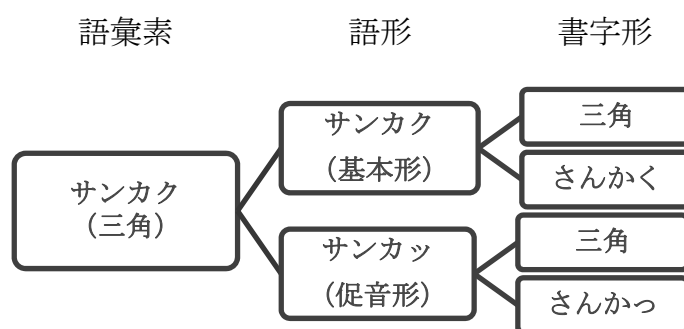 語彙素 語形 書字形
サンカク
（三角）
サンカク
（基本形）
三角
さんかく
サンカッ
（促音形）
三角
さんかっ